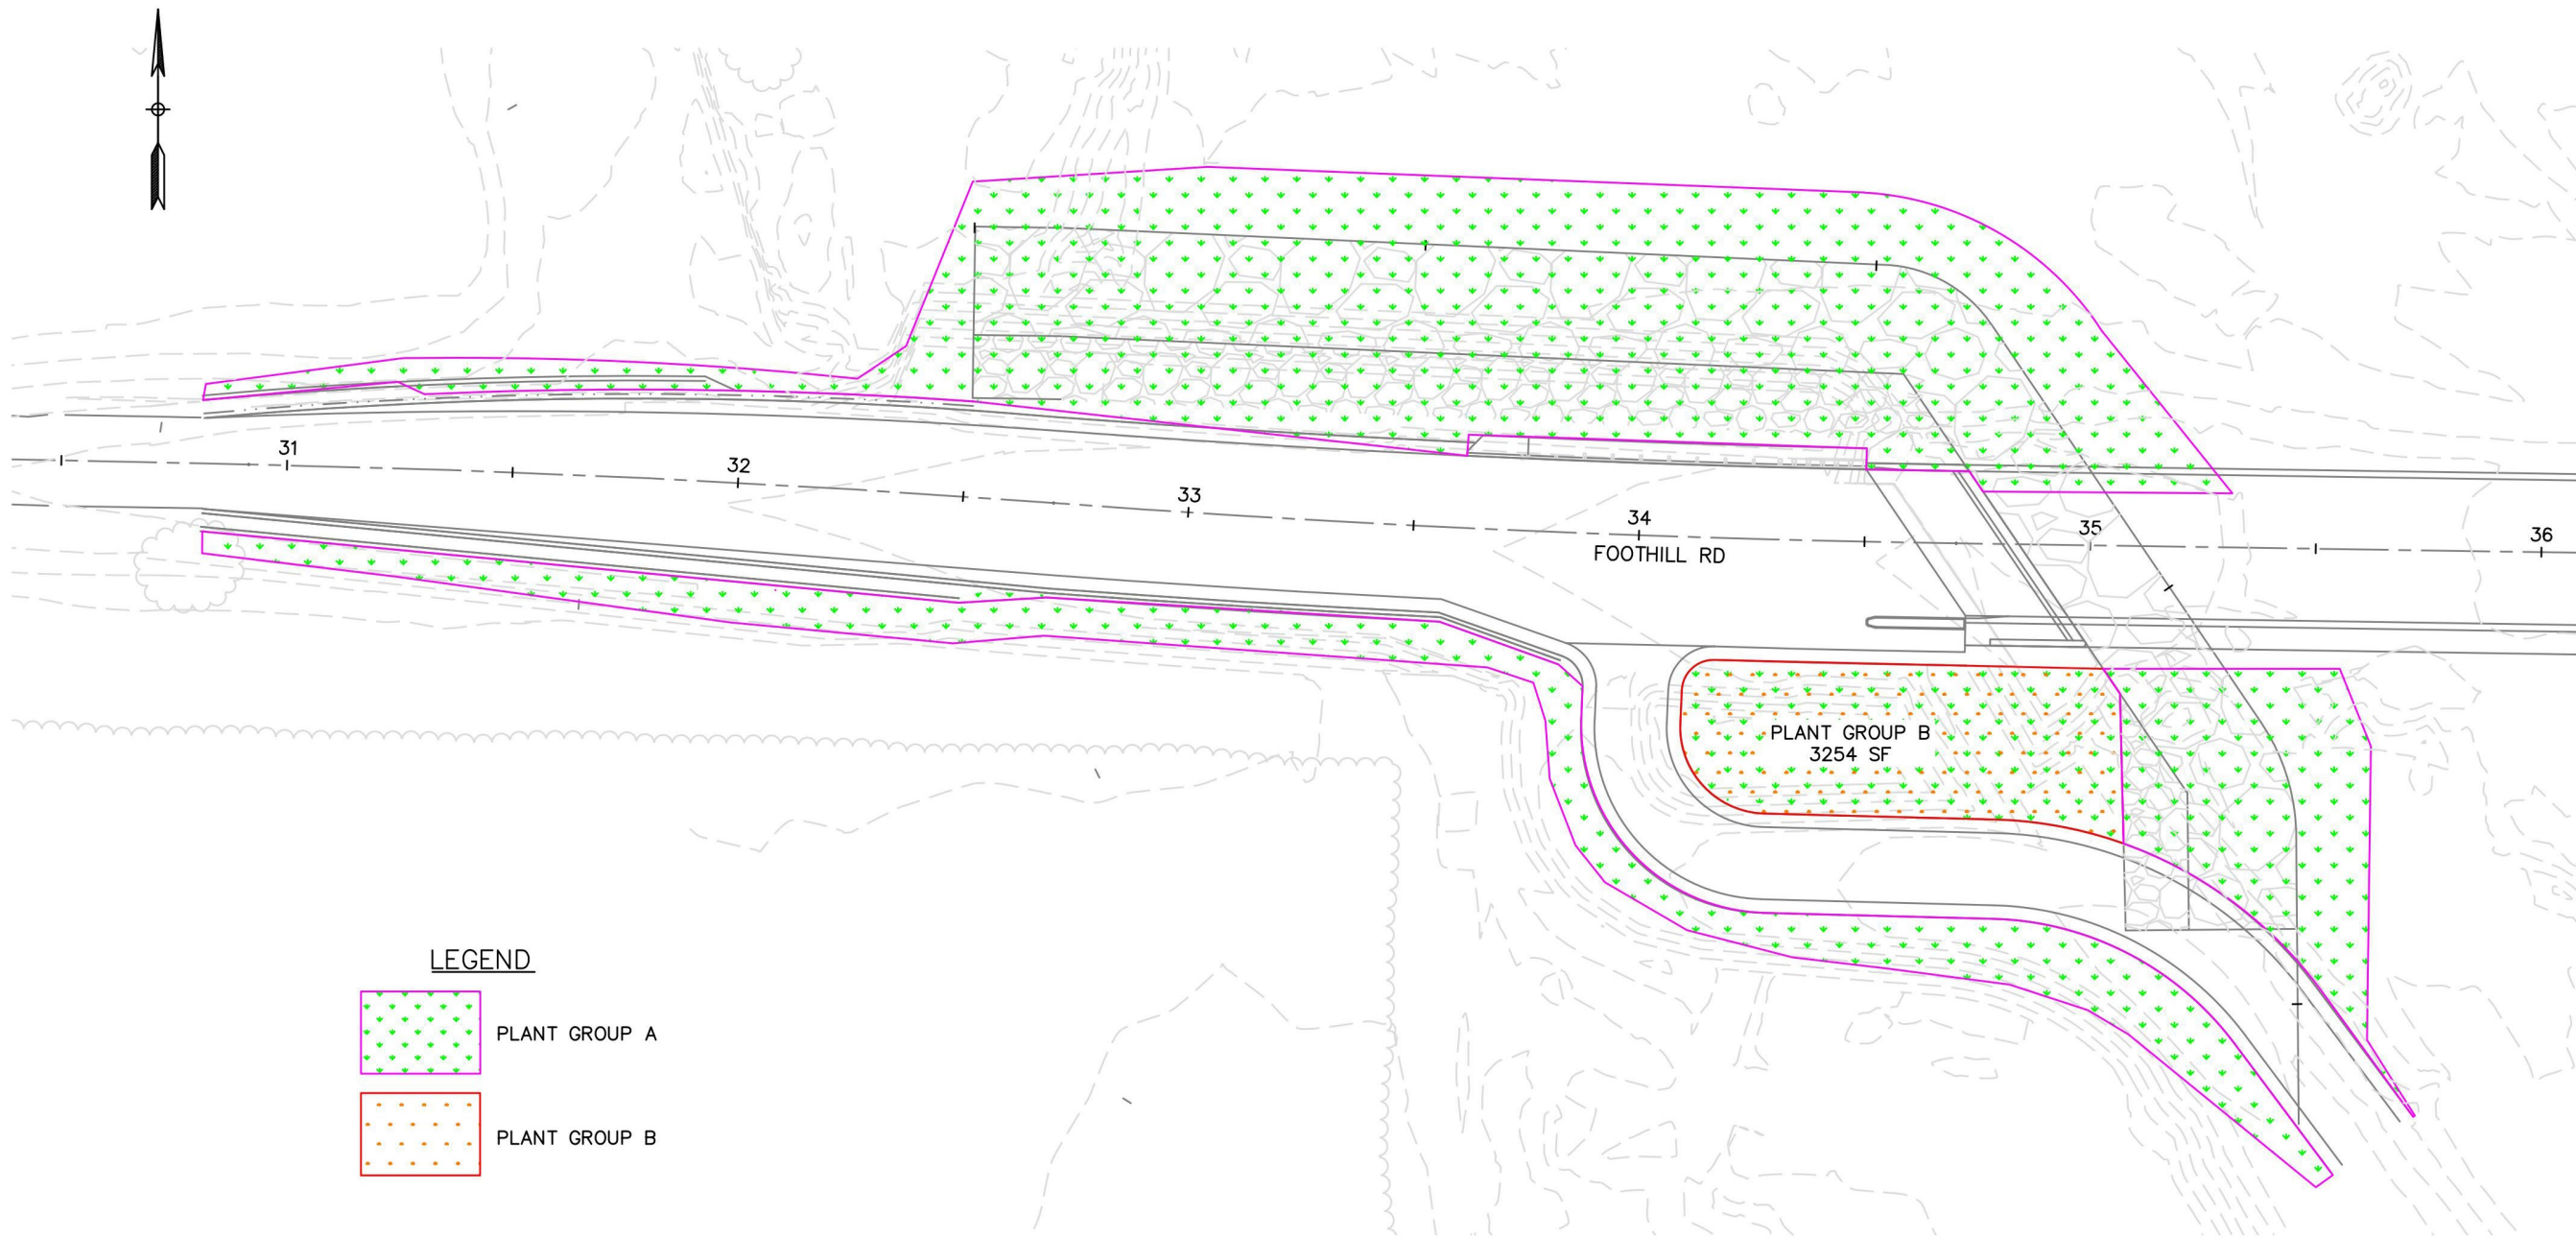 31
32
33
34
35
36
FOOTHILL RD
PLANT GROUP B
3254 SF
LEGEND
PLANT GROUP A
PLANT GROUP B